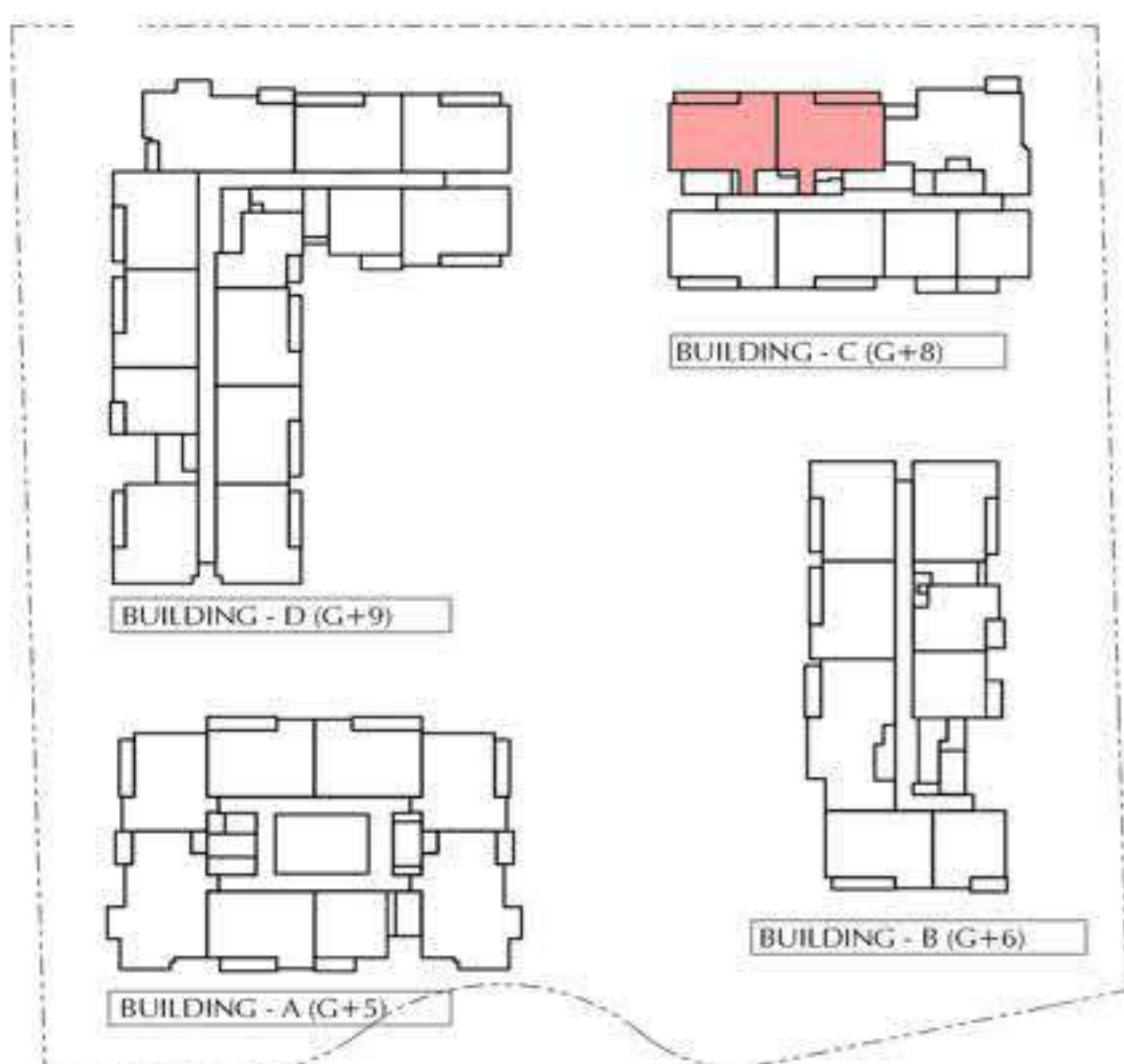 BUILDING - C (G+8)
BUILDING - D (G+9)
BUILDING - B (G+6)
BUILDING - A (G+5)